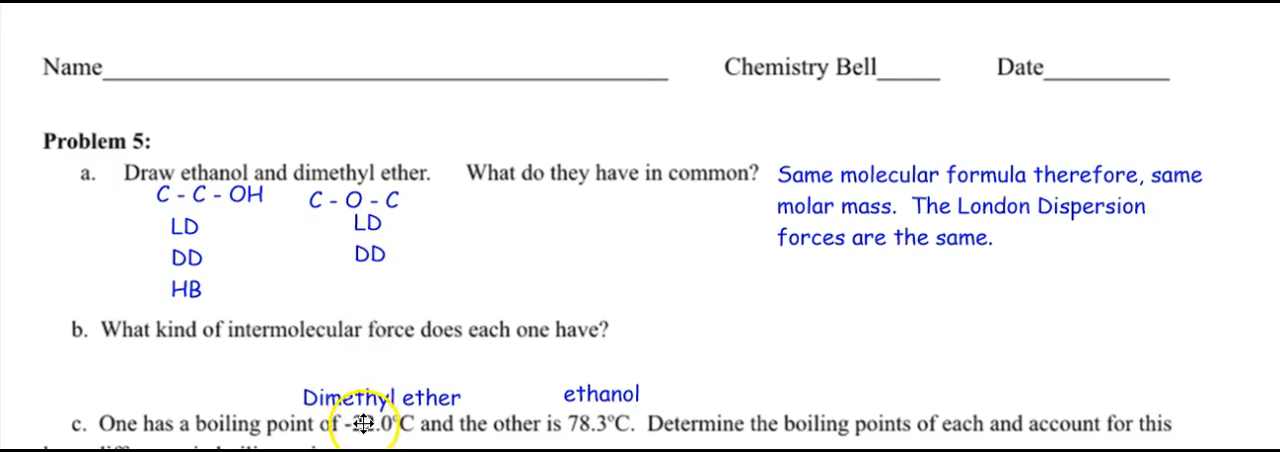 Name____ Chemistry Bell____ Date____
Problem 5:
a. Draw ethanol and dimethyl ether. What do they have in common? Same molecular formula therefore, same
C - C - OH C - O - C molar mass. The London Dispersion
LD LD forces are the same.
DD DD
HB
b. What kind of intermolecular force does each one have?
Dimethyl ether ethanol
c. One has a boiling point of and the other is 78.3°C. Determine the boiling points of each and account for this